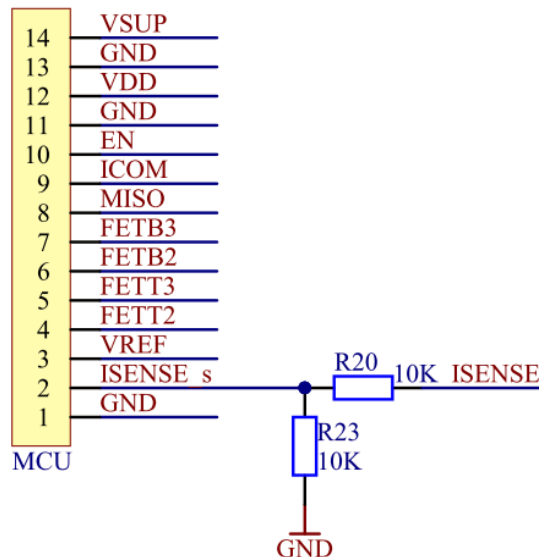 14 VSUP
13 GND
12 VDD
11 GND
10 EN
9 ICOM
8 MISO
7 FETB3
6 FETB2
5 FETT3
4 FETT2
3 VREF
2 ISENSE_s
1 GND
MCU
R20
10K
ISENSE
R23
10K
GND